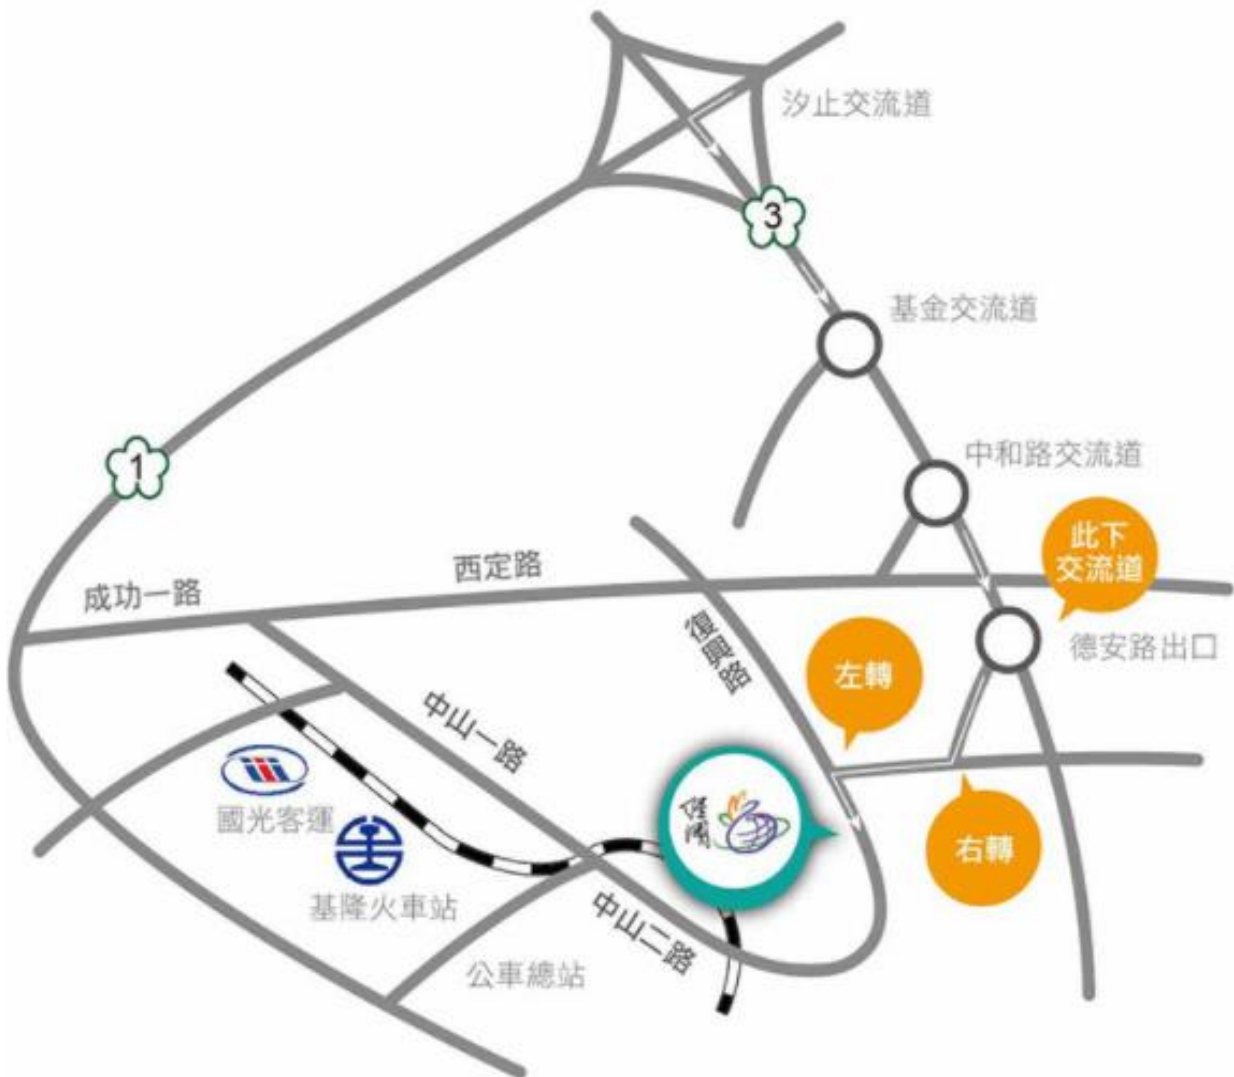 汐止交流道
3
基金交流道
1
中和路交流道
此下
交流道
西定路
成功一路
復興路
德安路出口
左轉
中山一路
國光客運
右轉
基隆火車站
中山二路
公車總站